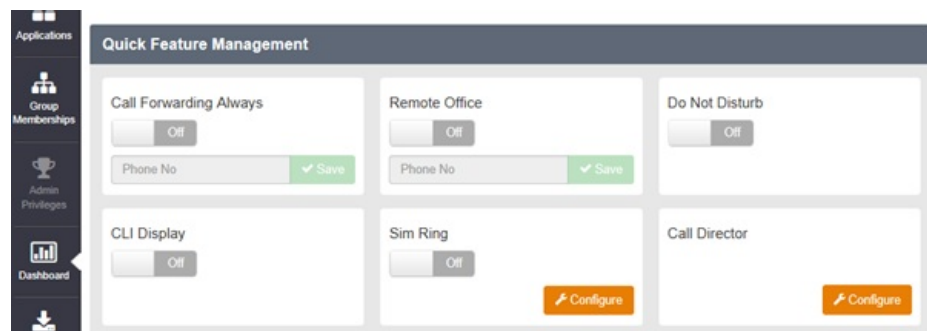 Applications
Group
Memberships
Admin
Privileges
Dashboard
Quick Feature Management
Call Forwarding Always
Off
Phone No
Save
Remote Office
Off
Phone No
Save
Do Not Disturb
Off
CLI Display
Off
Sim Ring
Off
Configure
Call Director
Configure